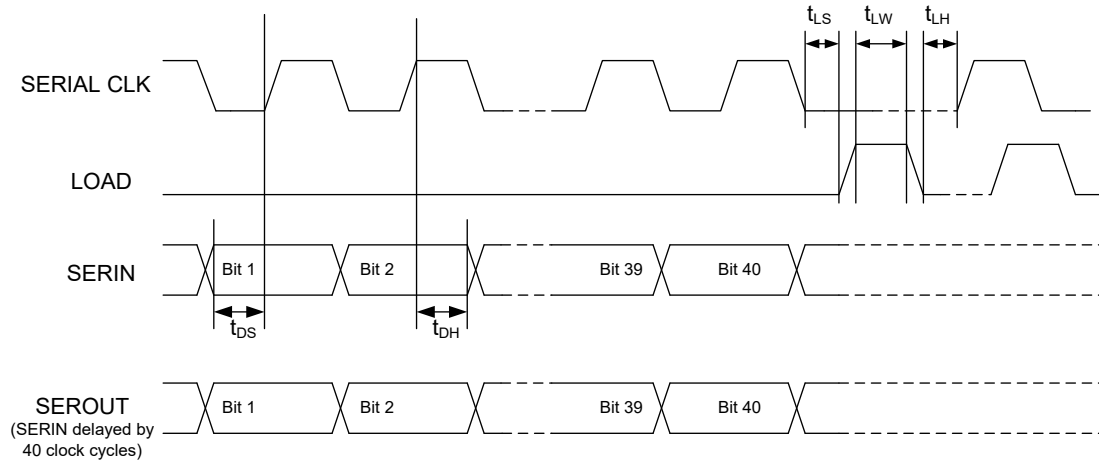 tLS tLW tLH
SERIAL CLK
LOAD
SERIN Bit 1 Bit 2 Bit 39 Bit 40
tDS tDH
SEROUT Bit 1 Bit 2 Bit 39 Bit 40
(SERIN delayed by
40 clock cycles)